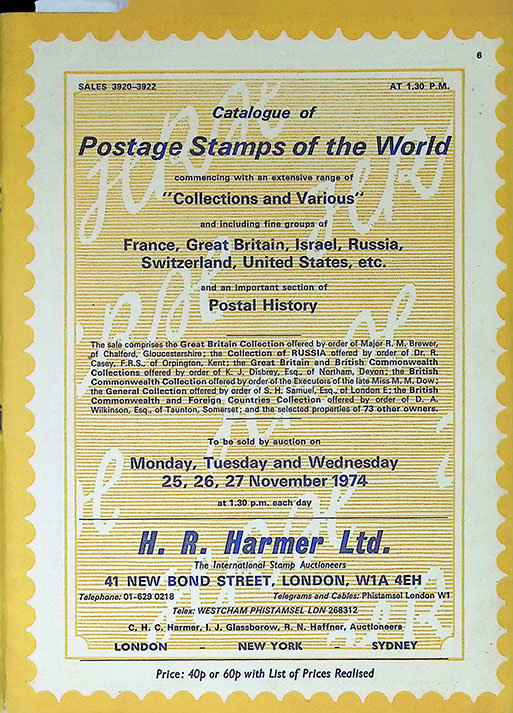 6
SALES 3920-3922 AT 1.30 P.M.
Catalogue of
Postage Stamps of the World
commencing with an extensive range of
"Collections and Various"
and including fine groups of
France, Great Britain, Israel, Russia,
Switzerland, United States, etc.
and an important section of
Postal History
The sale comprises the Great Britain Collection offered by order of Major R. M. Brewer,
of Chalford, Gloucestershire; the Collection of RUSSIA offered by order of Dr. R.
Casey, F.R.S., of Orpington, Kent; the Great Britain and British Commonwealth
Collections offered by order of K. J. Disbrey, Esq., of Northam, Devon; the British
Commonwealth Collection offered by order of the Executors of the late Miss M. M. Dow;
the General Collection offered by order of S. H. Samuel, Esq., of London E; the British
Commonwealth and Foreign Countries Collection offered by order of D. A.
Wilkinson, Esq., of Taunton, Somerset; and the selected properties of 73 other owners.
To be sold by auction on
Monday, Tuesday and Wednesday
25, 26, 27 November 1974
at 1.30 p.m. each day
H. R. Harmer Ltd.
The International Stamp Auctioneers
41 NEW BOND STREET, LONDON, W1A 4EH
Telephone: 01-629 0218 Telegrams and Cables: Phistamsel London W1
Telex: WESTCHAM PHISTAMSEL LDN 268312
C. H. C. Harmer, I. J. Glassborow, R. N. Haffner, Auctioneers
LONDON - NEW YORK - SYDNEY
Price: 40p or 60p with List of Prices Realised